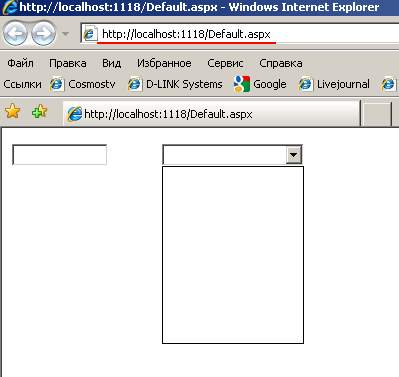 http://localhost:1118/Default.aspx - Windows Internet Explorer
http://localhost:1118/Default.aspx
Файл Правка Вид Избранное Сервис Справка
Ссылки Cosmostv D-LINK Systems Google Livejournal
http://localhost:1118/Default.aspx